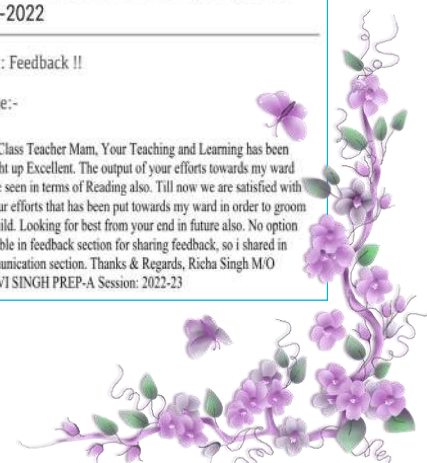 -2022
: Feedback !!
e:-
Class Teacher Mam, Your Teaching and Learning has been
ht up Excellent. The output of your efforts towards my ward
e seen in terms of Reading also. Till now we are satisfied with
ur efforts that has been put towards my ward in order to groom
ild. Looking for best from your end in future also. No option
ble in feedback section for sharing feedback, so i shared in
unication section. Thanks & Regards, Richa Singh M/O
VI SINGH PREP-A Session: 2022-23